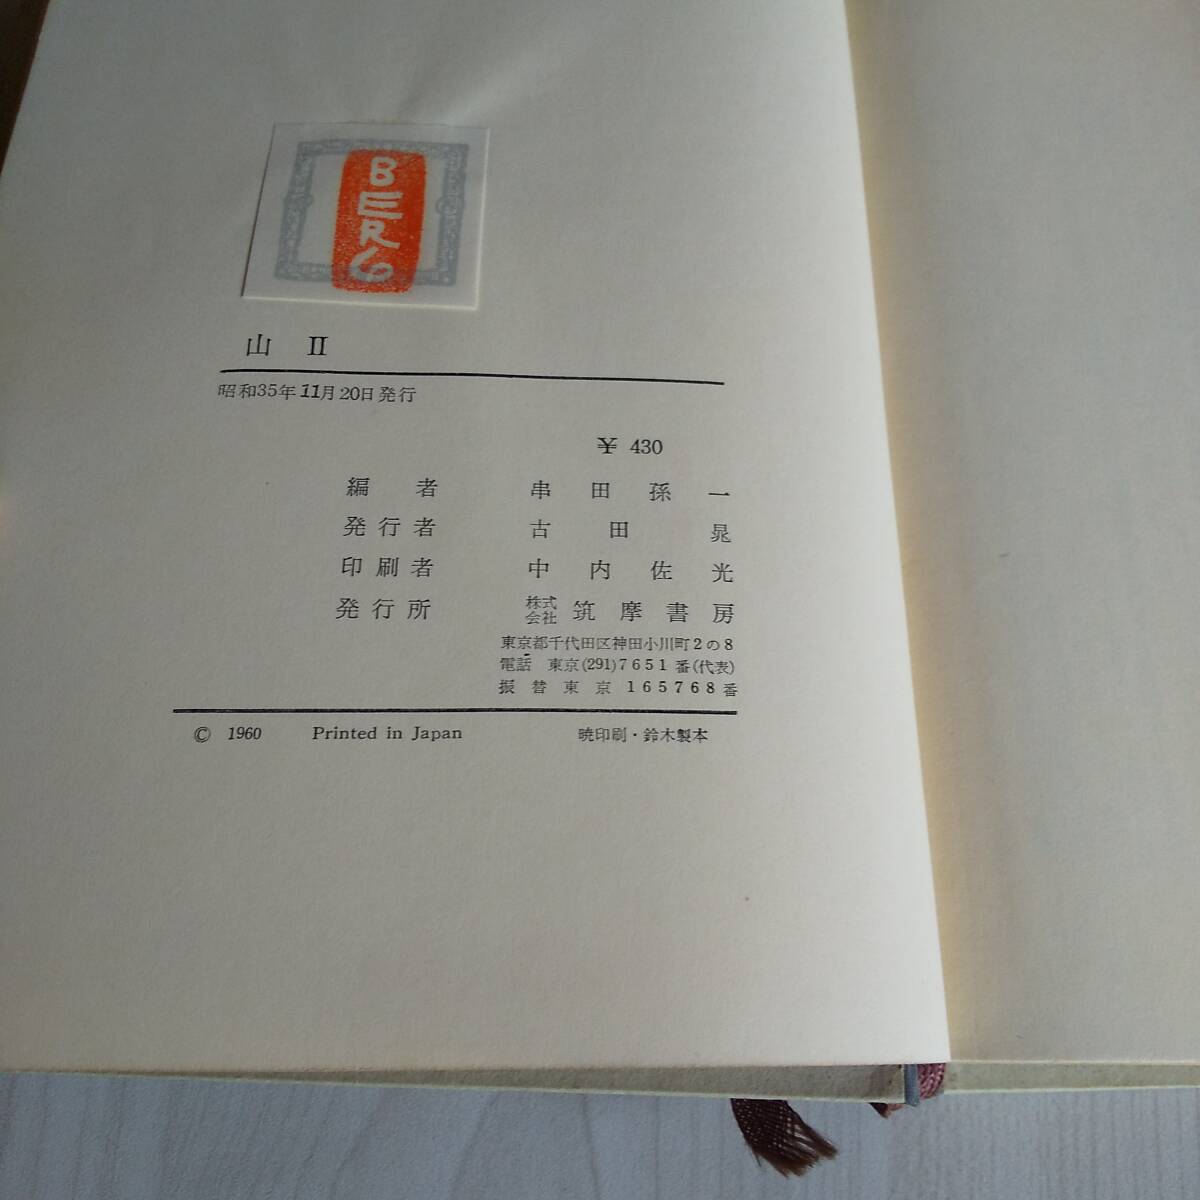 BERG
山 II
昭和35年11月20日発行
¥ 430
編者 串田孫一
発行者 古田晁
印刷者 中内佐光
発行所 株式会社 筑摩書房
東京都千代田区神田小川町2の8
電話 東京(291)7651番(代表)
振替東京165768番
© 1960 Printed in Japan 暁印刷・鈴木製本